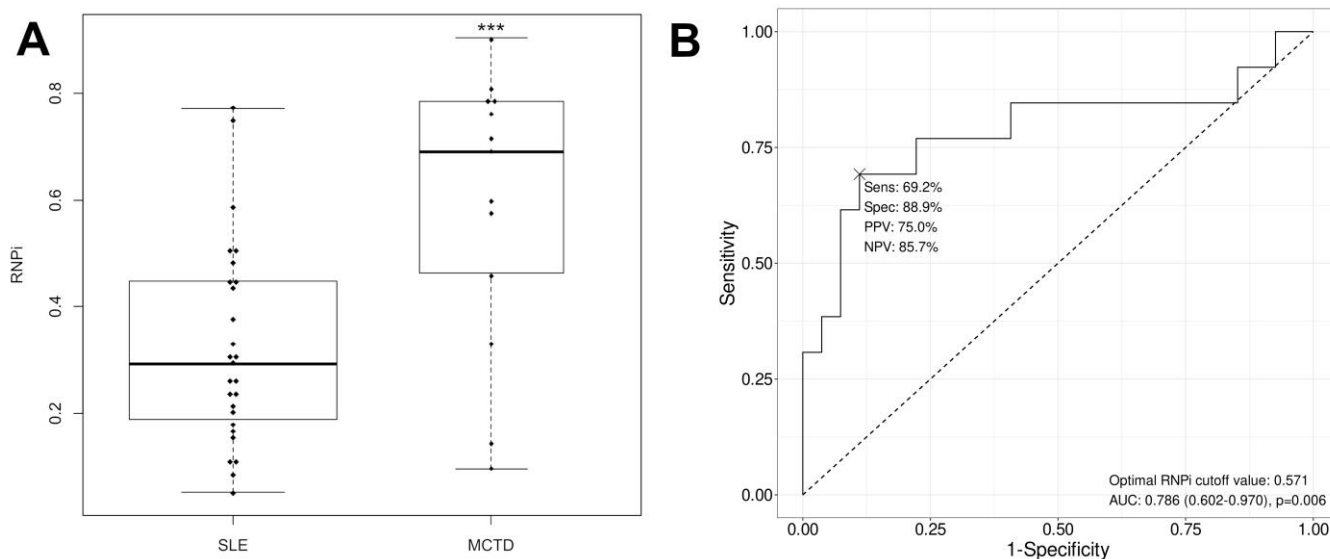 A
***
RNPi
0.8
0.6
0.4
0.2
SLE
MCTD
B
1.00
0.75
0.50
0.25
0.00
Sensitivity
Sens: 69.2%
Spec: 88.9%
PPV: 75.0%
NPV: 85.7%
Optimal RNPi cutoff value: 0.571
AUC: 0.786 (0.602-0.970), p=0.006
0.00
0.25
0.50
0.75
1.00
1-Specificity